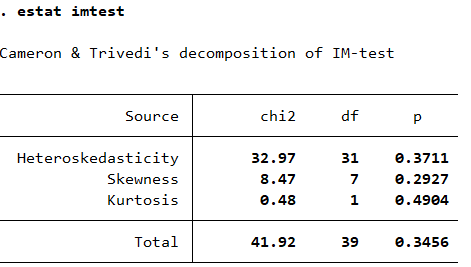 . estat imtest
Cameron & Trivedi's decomposition of IM-test
Source chi2 df p
Heteroskedasticity 32.97 31 0.3711
Skewness 8.47 7 0.2927
Kurtosis 0.48 1 0.4904
Total 41.92 39 0.3456